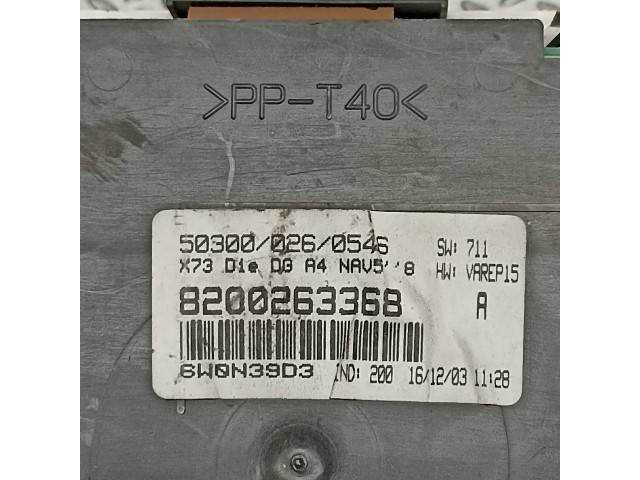 >PP-T40<
50300/026/0546 SW: 711
X73 Die D3 A4 NAV5''8 HW: VAREP15
8200263368 A
6W0N39D3 IND: 200 16/12/03 11:28